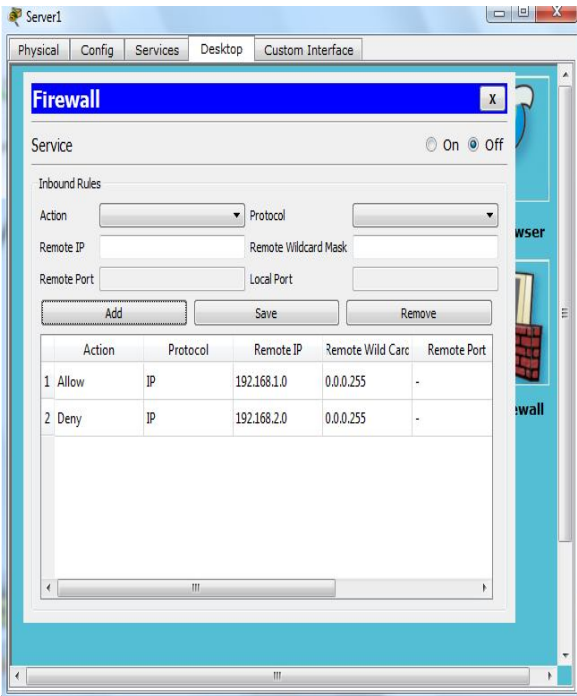 Server1
X
Physical Config Services Desktop Custom Interface
Firewall X
Service On Off
Inbound Rules
Action Protocol
wser
Remote IP Remote Wildcard Mask
Remote Port Local Port
Add Save Remove
Action Protocol Remote IP Remote Wild Card Remote Port
1 Allow IP 192.168.1.0 0.0.0.255 -
ewall
2 Deny IP 192.168.2.0 0.0.0.255 -